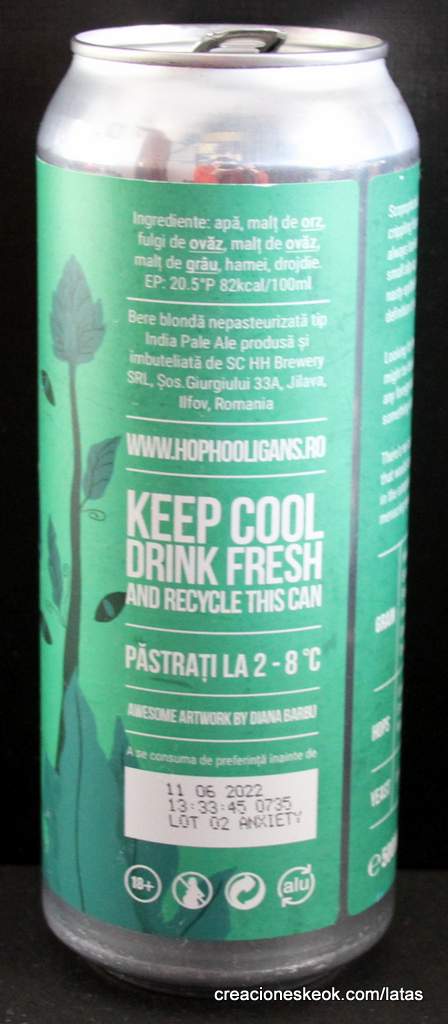 Ingrediente: apă, malț de orz,
fulgi de ovăz, malț de ovăz,
malț de grâu, hamei, drojdie.
EP: 20.5°P 82kcal/100ml
Bere blondă nepasteurizată tip
India Pale Ale produsă și
îmbuteliată de SC HH Brewery
SRL, Șos.Giurgiului 33A, Jilava,
Ilfov, Romania
WWW.HOPHOOLIGANS.RO
KEEP COOL
DRINK FRESH
AND RECYCLE THIS CAN
PĂSTRAȚI LA 2 - 8 °C
AWESOME ARTWORK BY DIANA BARBU
A se consuma de preferință înainte de
11 06 2022
13:33:45 0735
LOT 02 ANXIETY
18+
alu
GRAIN
HOPS
YEAST
creacioneskeok.com/latas